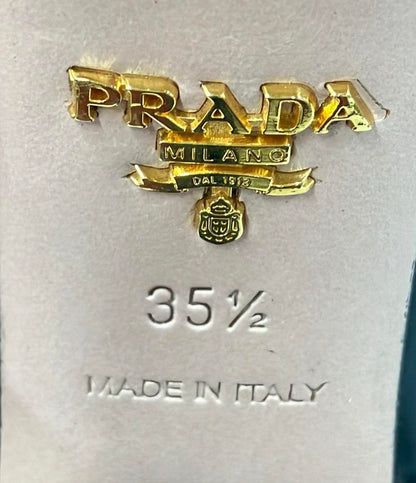 PRADA
MILANO
DAL 1913
35½
MADE IN ITALY